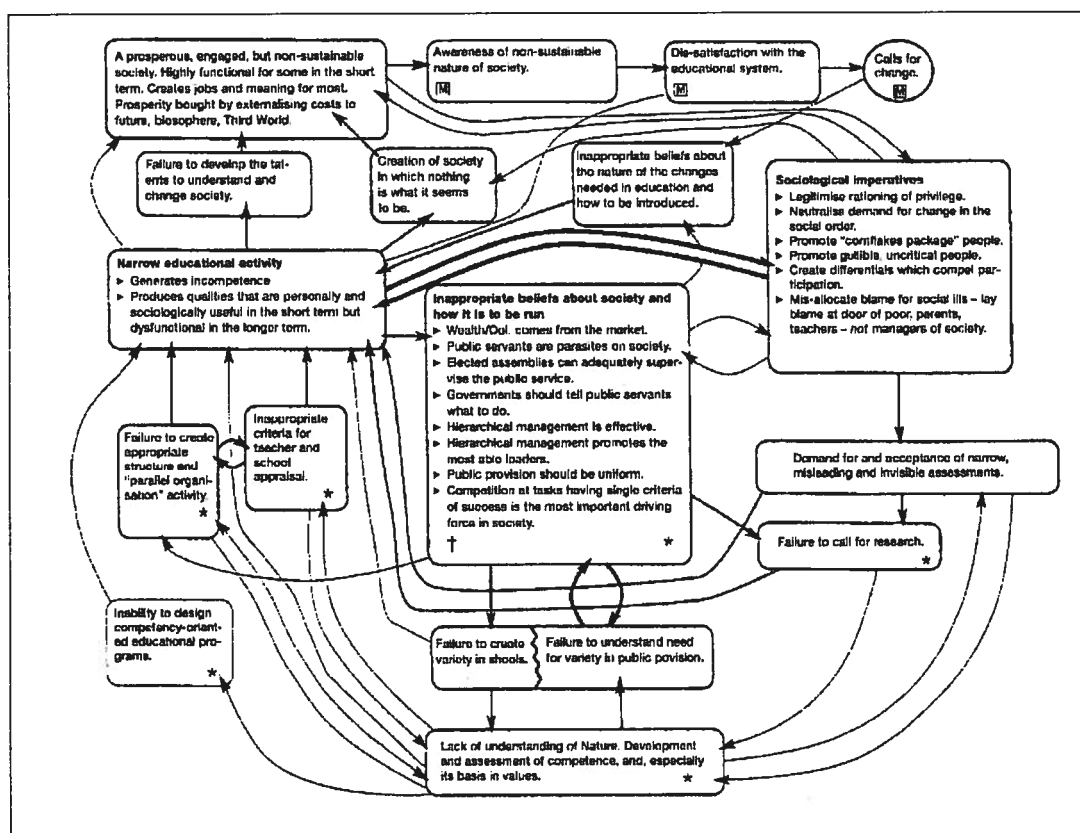 A prosperous, engaged, but non-sustainable
society. Highly functional for some in the short
term. Creates jobs and meaning for most.
Prosperity bought by externalising costs to
future, biosphere, Third World.
Awareness of non-sustainable
nature of society.
M
Dis-satisfaction with the
educational system.
M
Calls for
change.
M
Failure to develop the tal-
ents to understand and
change society.
Creation of society
in which nothing
is what it seems
to be.
Inappropriate beliefs about
the nature of the changes
needed in education and
how to be introduced.
Sociological imperatives
► Legitimise rationing of privilege.
► Neutralise demand for change in the
social order.
► Promote "cornflakes package" people.
► Promote gullible, uncritical people.
► Create differentials which compel par-
ticipation.
► Mis-allocate blame for social ills – lay
blame at door of poor, parents,
teachers – not managers of society.
Narrow educational activity
► Generates incompetence
► Produces qualities that are personally and
sociologically useful in the short term but
dysfunctional in the longer term.
Inappropriate beliefs about society and
how it is to be run
► Wealth/Qol. comes from the market.
► Public servants are parasites on society.
► Elected assemblies can adequately super-
vise the public service.
► Governments should tell public servants
what to do.
► Hierarchical management is effective.
► Hierarchical management promotes the
most able leaders.
► Public provision should be uniform.
► Competition at tasks having single criteria
of success is the most important driving
force in society.
† *
Failure to create
appropriate
structure and
"parallel organi-
sation" activity.
*
Inappropriate
criteria for
teacher and
school
appraisal.
*
Demand for and acceptance of narrow,
misleading and invisible assessments.
Failure to call for research.
*
Inability to design
competency-orient-
ed educational pro-
grams.
*
Failure to create
variety in shools.
Failure to understand need
for variety in public povision.
Lack of understanding of Nature. Development
and assessment of competence, and, especially
its basis in values.
*